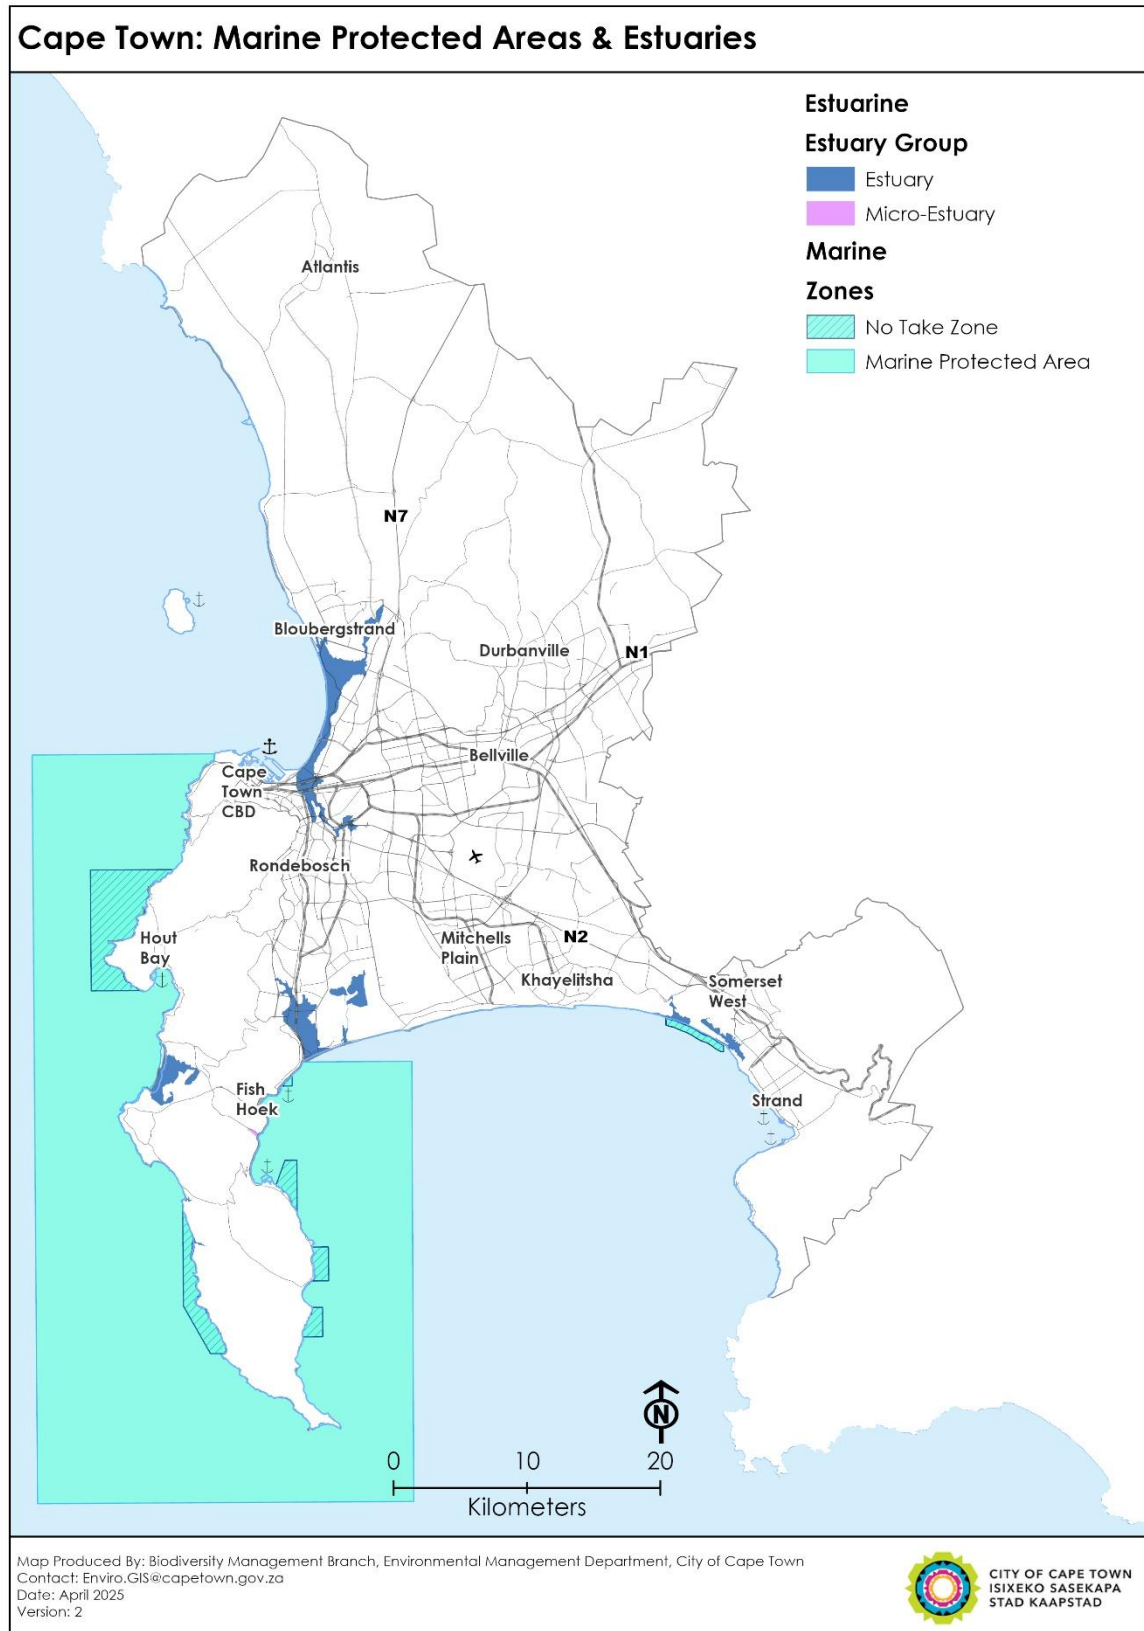 Cape Town: Marine Protected Areas & Estuaries
Estuarine
Estuary Group
Estuary
Micro-Estuary
Marine
Zones
No Take Zone
Marine Protected Area
Atlantis
N7
Bloubergstrand
Durbanville
N1
Bellville
Cape
Town
CBD
Rondebosch
Hout
Bay
Mitchells
Plain
N2
Khayelitsha
Somerset
West
Fish
Hoek
Strand
N
0 10 20
Kilometers
Map Produced By: Biodiversity Management Branch, Environmental Management Department, City of Cape Town
Contact: Enviro.GIS@capetown.gov.za
Date: April 2025
Version: 2
CITY OF CAPE TOWN
ISIXEKO SASEKAPA
STAD KAAPSTAD